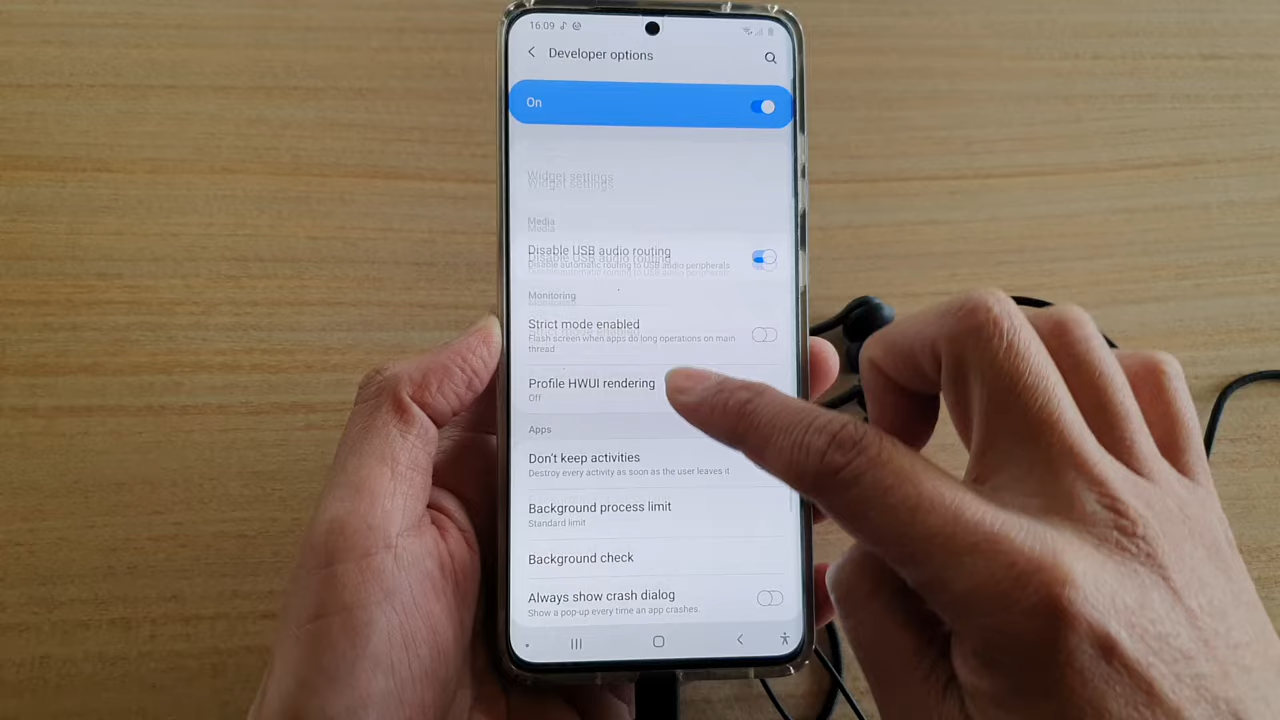 16:09
Developer options
On
Widget settings
Media
Disable USB audio routing
Disable automatic routing to USB audio peripherals
Monitoring
Strict mode enabled
Flash screen when apps do long operations on main
thread
Profile HWUI rendering
Off
Apps
Don't keep activities
Destroy every activity as soon as the user leaves it
Background process limit
Standard limit
Background check
Always show crash dialog
Show a pop-up every time an app crashes.